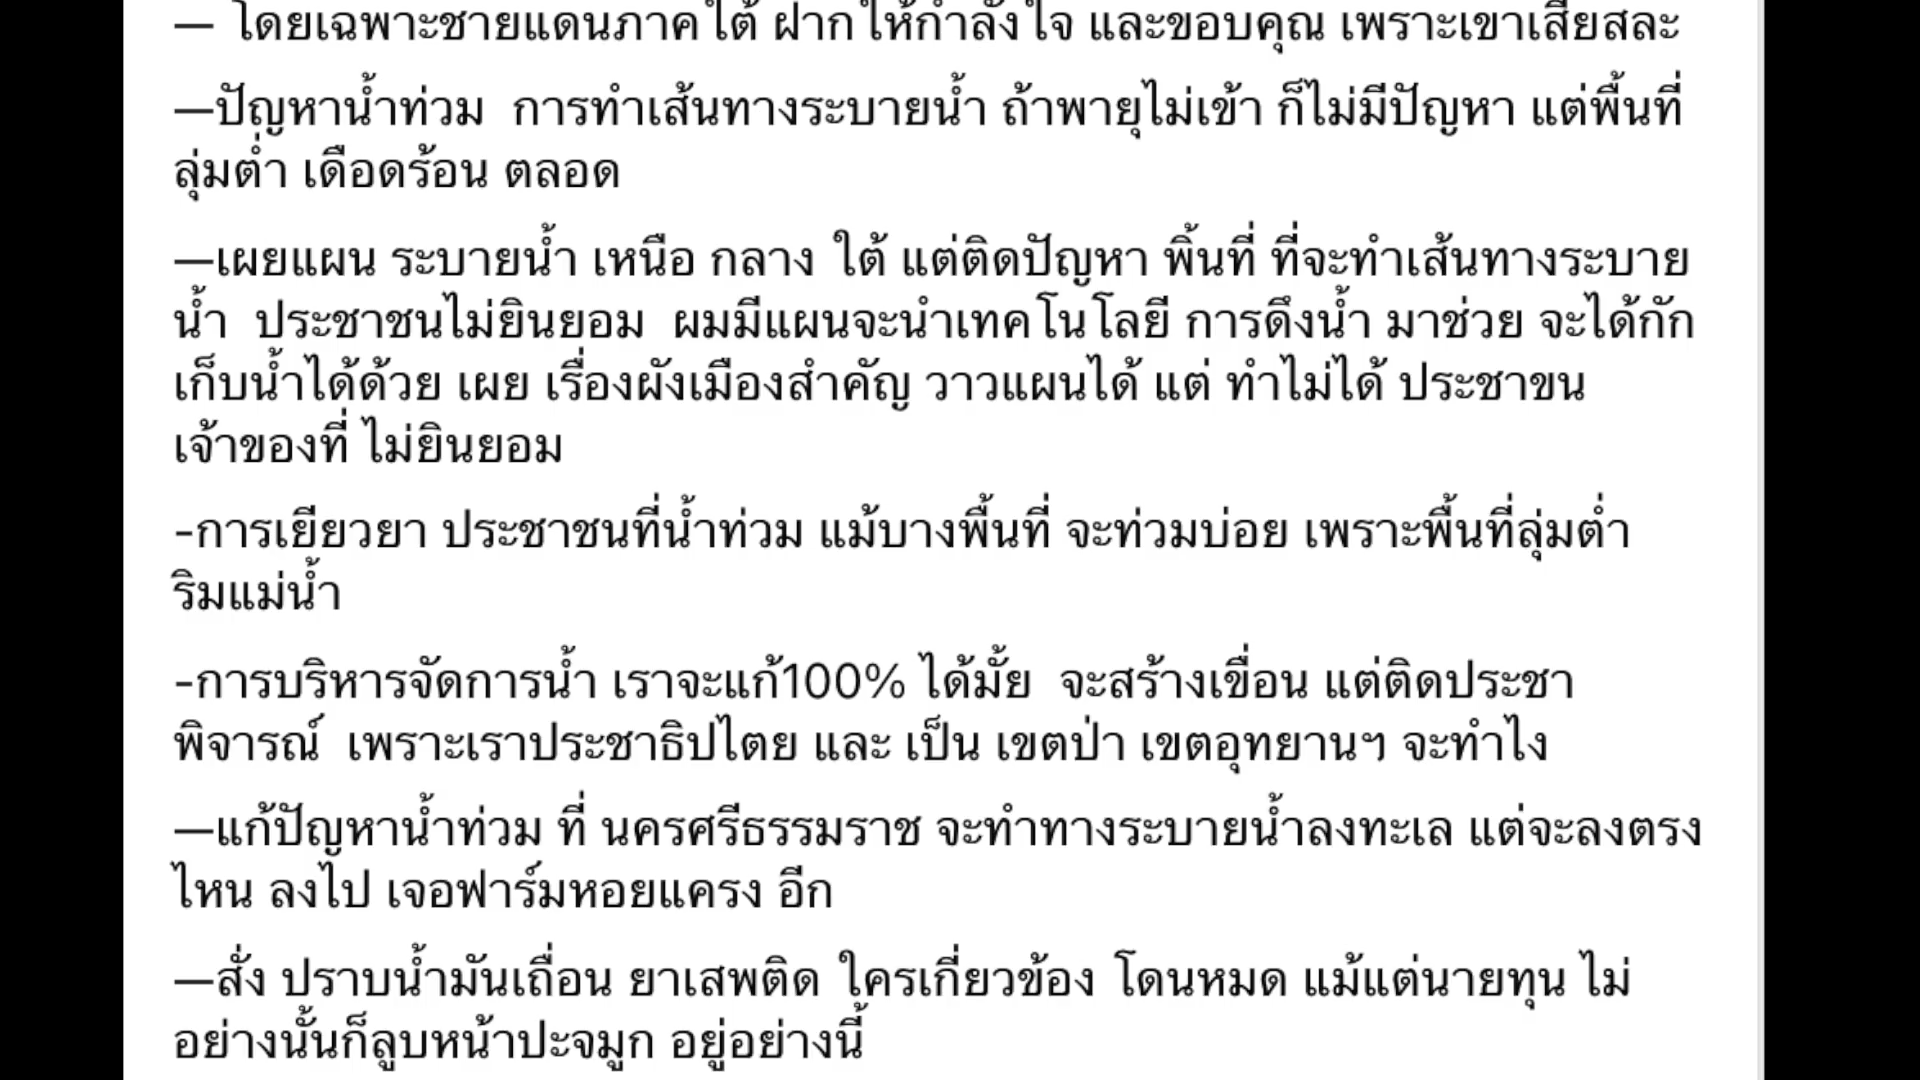 — โดยเฉพาะชายแดนภาคใต้ ฝากให้กำลังใจ และขอบคุณ เพราะเขาเสียสละ
—ปัญหาน้ำท่วม  การทำเส้นทางระบายน้ำ ถ้าพายุไม่เข้า ก็ไม่มีปัญหา แต่พื้นที่
ลุ่มต่ำ เดือดร้อน ตลอด
—เผยแผน ระบายน้ำ เหนือ กลาง ใต้ แต่ติดปัญหา พิ้นที่ ที่จะทำเส้นทางระบาย
น้ำ  ประชาชนไม่ยินยอม  ผมมีแผนจะนำเทคโนโลยี การดึงน้ำ มาช่วย จะได้กัก
เก็บน้ำได้ด้วย เผย เรื่องผังเมืองสำคัญ วาวแผนได้ แต่ ทำไม่ได้ ประชาขน
เจ้าของที่ ไม่ยินยอม
-การเยียวยา ประชาชนที่น้ำท่วม แม้บางพื้นที่ จะท่วมบ่อย เพราะพื้นที่ลุ่มต่ำ
ริมแม่น้ำ
-การบริหารจัดการน้ำ เราจะแก้100% ได้มั้ย  จะสร้างเขื่อน แต่ติดประชา
พิจารณ์  เพราะเราประชาธิปไตย และ เป็น เขตป่า เขตอุทยานฯ จะทำไง
—แก้ปัญหาน้ำท่วม ที่ นครศรีธรรมราช จะทำทางระบายน้ำลงทะเล แต่จะลงตรง
ไหน ลงไป เจอฟาร์มหอยแครง อีก
—สั่ง ปราบน้ำมันเถื่อน ยาเสพติด ใครเกี่ยวข้อง โดนหมด แม้แต่นายทุน ไม่
อย่างนั้นก็ลูบหน้าปะจมูก อยู่อย่างนี้